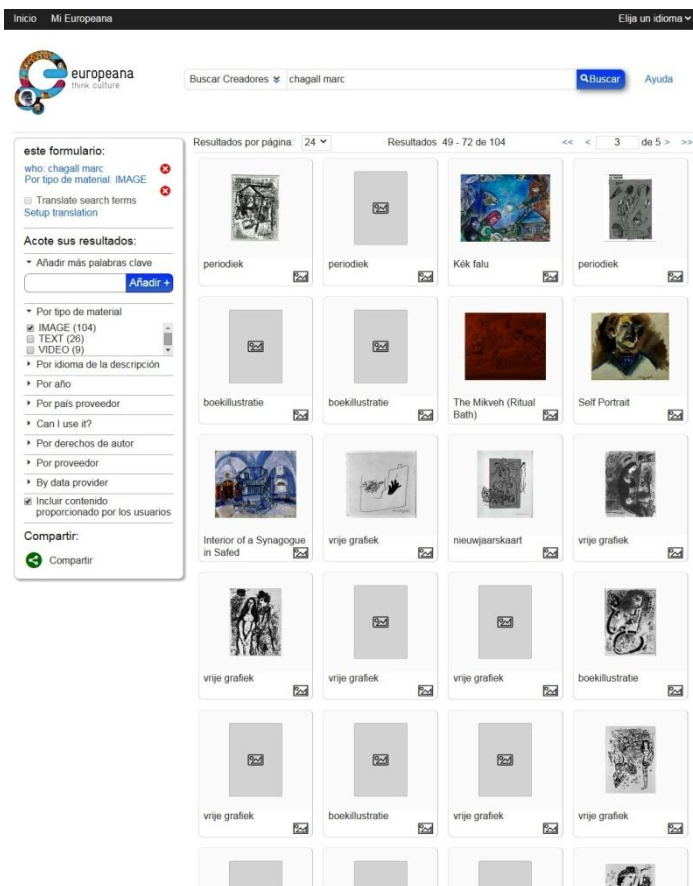 Inicio Mi Europeana Elija un idioma
europeana
think culture
Buscar Creadores chagall marc Buscar Ayuda
este formulario:
who: chagall marc
Por tipo de material: IMAGE
Translate search terms
Setup translation
Acote sus resultados:
Añadir más palabras clave
Añadir +
Por tipo de material
IMAGE (104)
TEXT (26)
VIDEO (9)
Por idioma de la descripción
Por año
Por país proveedor
Can I use it?
Por derechos de autor
Por proveedor
By data provider
Incluir contenido
proporcionado por los usuarios
Compartir:
Compartir
Resultados por página: 24 Resultados 49 - 72 de 104 << < 3 de 5 > >>
periodiek periodiek Kék falu periodiek
boekillustratie boekillustratie The Mikveh (Ritual Self Portrait
Bath)
Interior of a Synagogue vrije grafiek nieuwjaarskaart vrije grafiek
in Safed
vrije grafiek vrije grafiek vrije grafiek boekillustratie
vrije grafiek boekillustratie vrije grafiek vrije grafiek